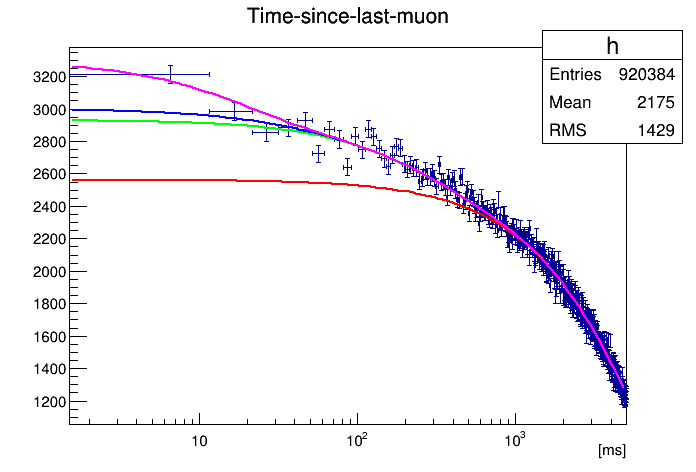 Time-since-last-muon
h
Entries 920384
Mean 2175
RMS 1429
3200
3000
2800
2600
2400
2200
2000
1800
1600
1400
1200
10 10² 10³
[ms]